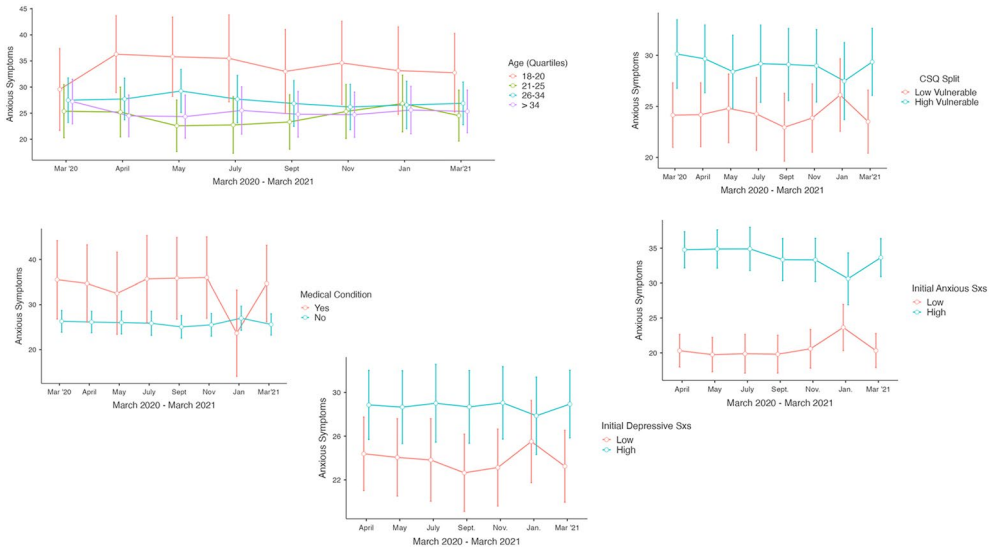 45
40
35
30
25
20
Anxious Symptoms
Mar '20 April May July Sept Nov Jan Mar'21
March 2020 - March 2021
Age (Quartiles)
18-20
21-25
26-34
> 34
30
25
20
Anxious Symptoms
Mar '20 April May July Sept Nov Jan. Mar'21
March 2020 - March 2021
CSQ Split
Low Vulnerable
High Vulnerable
40
30
20
Anxious Symptoms
Mar '20 April May July Sept Nov. Jan Mar '21
March 2020 - March 2021
Medical Condition
Yes
No
35
30
25
20
Anxious Symptoms
April May July Sept. Nov. Jan. Mar'21
March 2020 - March 2021
Initial Anxious Sxs
Low
High
30
26
22
Anxious Symptoms
April May July Sept. Nov. Jan. Mar '21
March 2020 - March 2021
Initial Depressive Sxs
Low
High